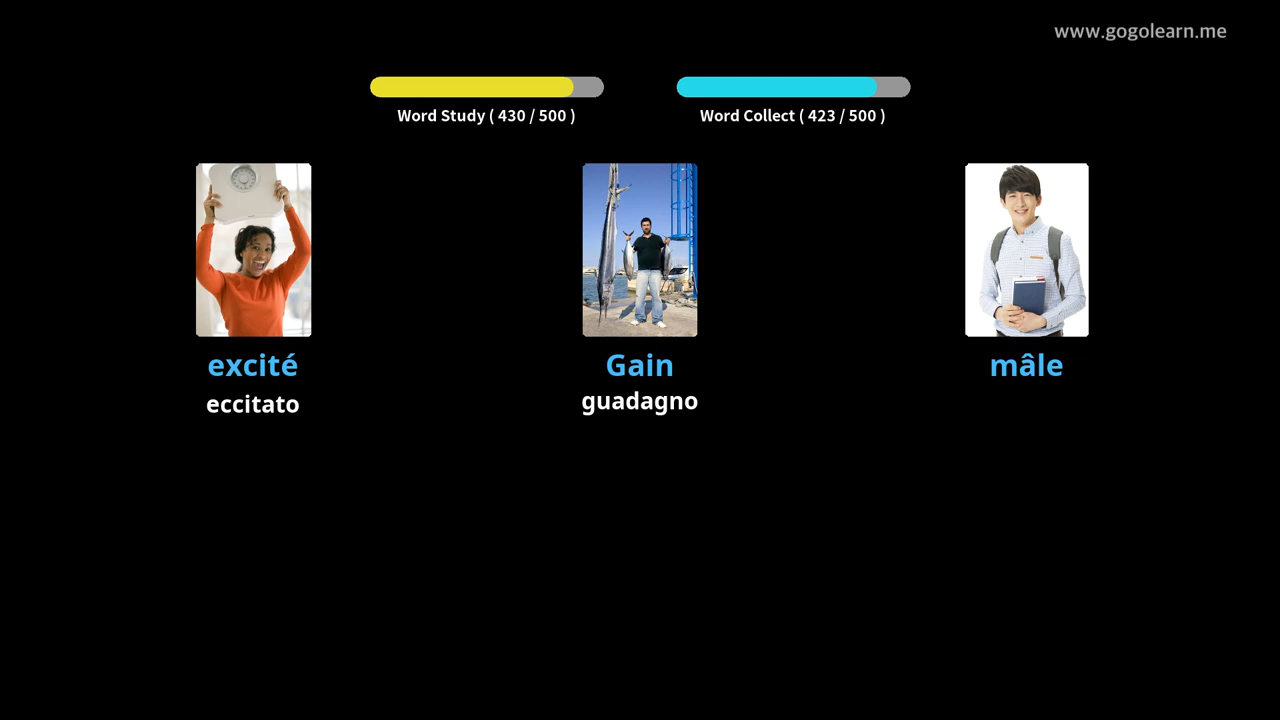 www.gogolearn.me
Word Study ( 430 / 500 )
Word Collect ( 423 / 500 )
excité
eccitato
Gain
guadagno
mâle